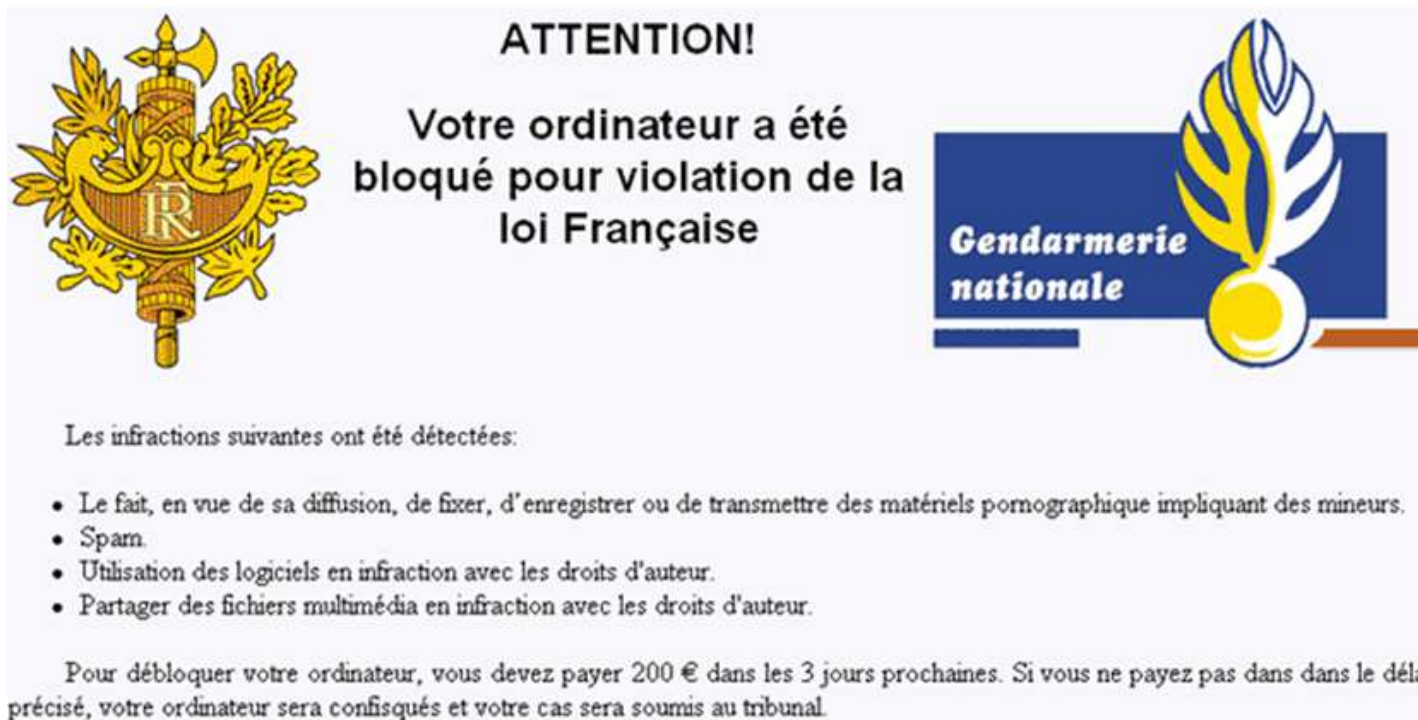 ATTENTION!
Votre ordinateur a été
bloqué pour violation de la
loi Française
RF
Gendarmerie
nationale
Les infractions suivantes ont été détectées:
• Le fait, en vue de sa diffusion, de fixer, d'enregistrer ou de transmettre des matériels pornographique impliquant des mineurs.
• Spam.
• Utilisation des logiciels en infraction avec les droits d'auteur.
• Partager des fichiers multimédia en infraction avec les droits d'auteur.
Pour débloquer votre ordinateur, vous devez payer 200 € dans les 3 jours prochaines. Si vous ne payez pas dans dans le déla
précisé, votre ordinateur sera confisqués et votre cas sera soumis au tribunal.